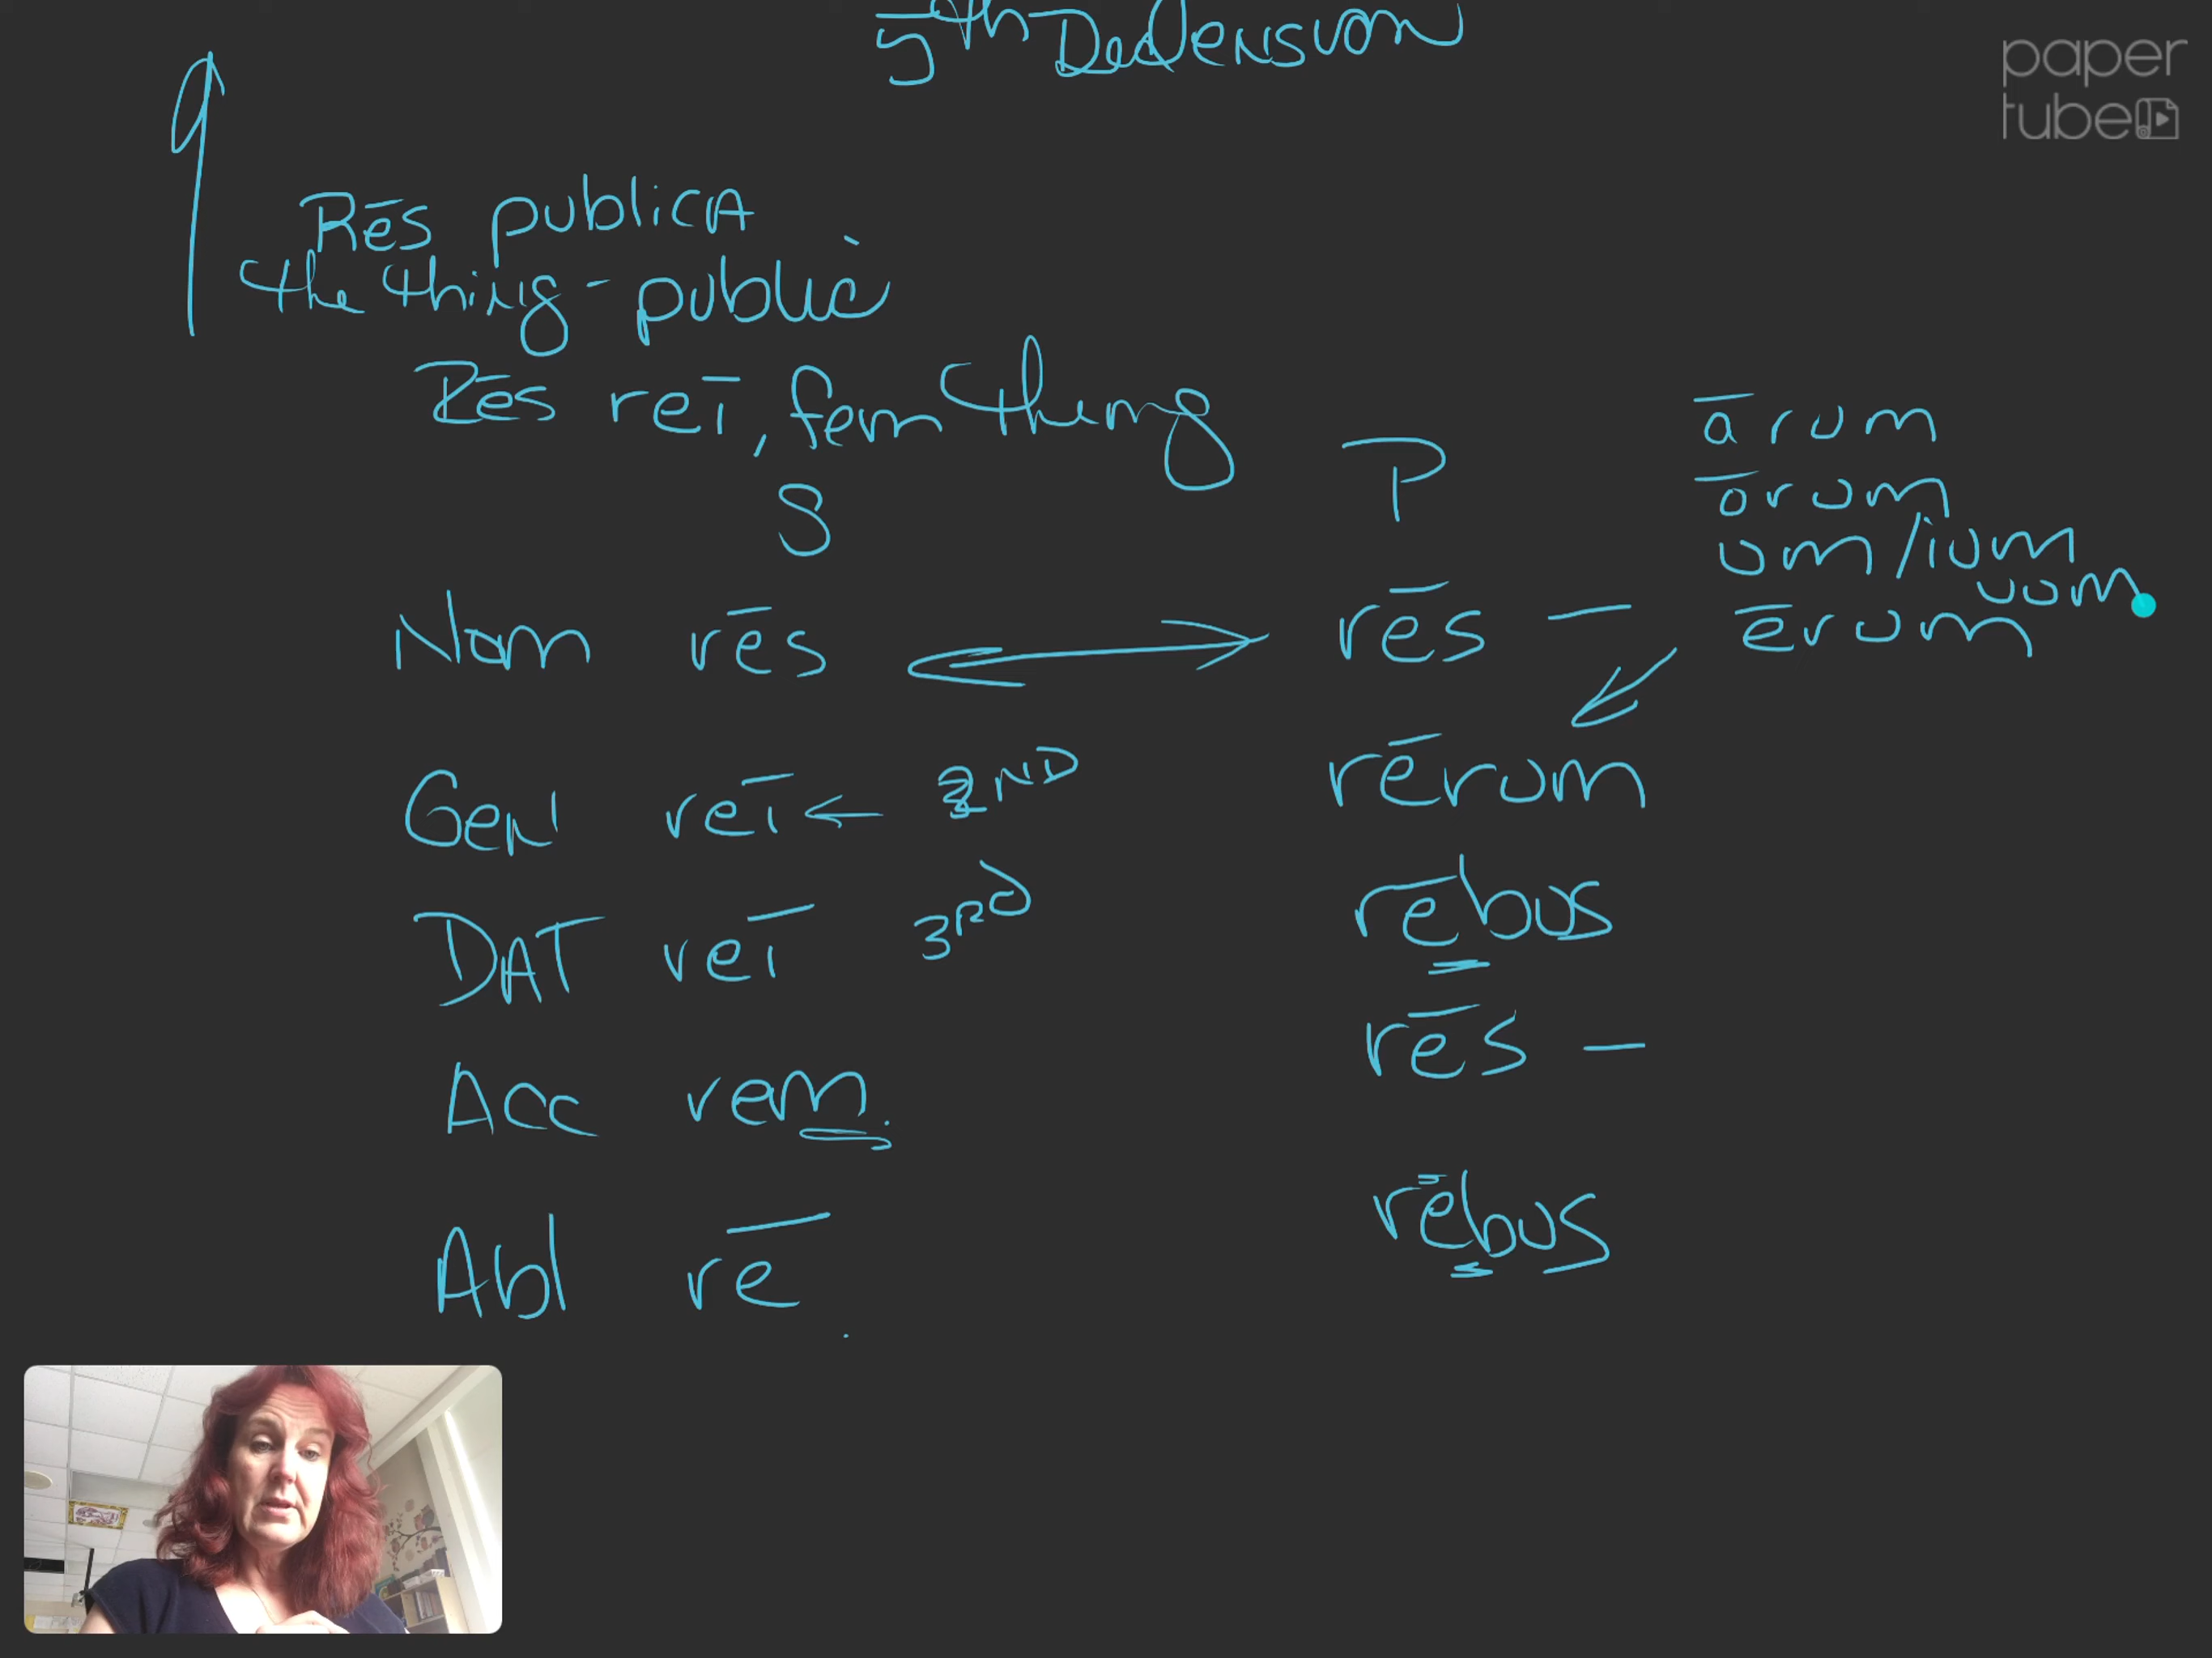 5th Declension
paper
tube
Rēs publica
the thing-public
Rēs reī, fem thing
S P
ārum
ōrum
um/ium
uum
ērum
Nom rēs rēs
Gen reī 2ND rērum
DAT reī 3RD rēbus
Acc rem rēs
Abl rē rēbus